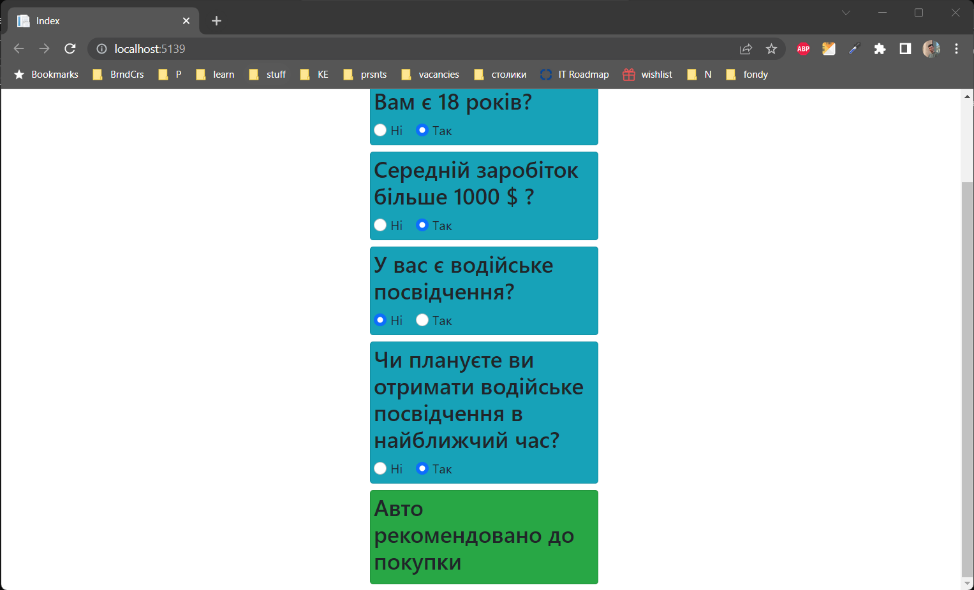 Index
localhost:5139
ABP
Bookmarks BrndCrs P learn stuff KE prsnts vacancies столики IT Roadmap wishlist N fondy
Вам є 18 років?
Ні Так
Середній заробіток
більше 1000 $ ?
Ні Так
У вас є водійське
посвідчення?
Ні Так
Чи плануєте ви
отримати водійське
посвідчення в
найближчий час?
Ні Так
Авто
рекомендовано до
покупки